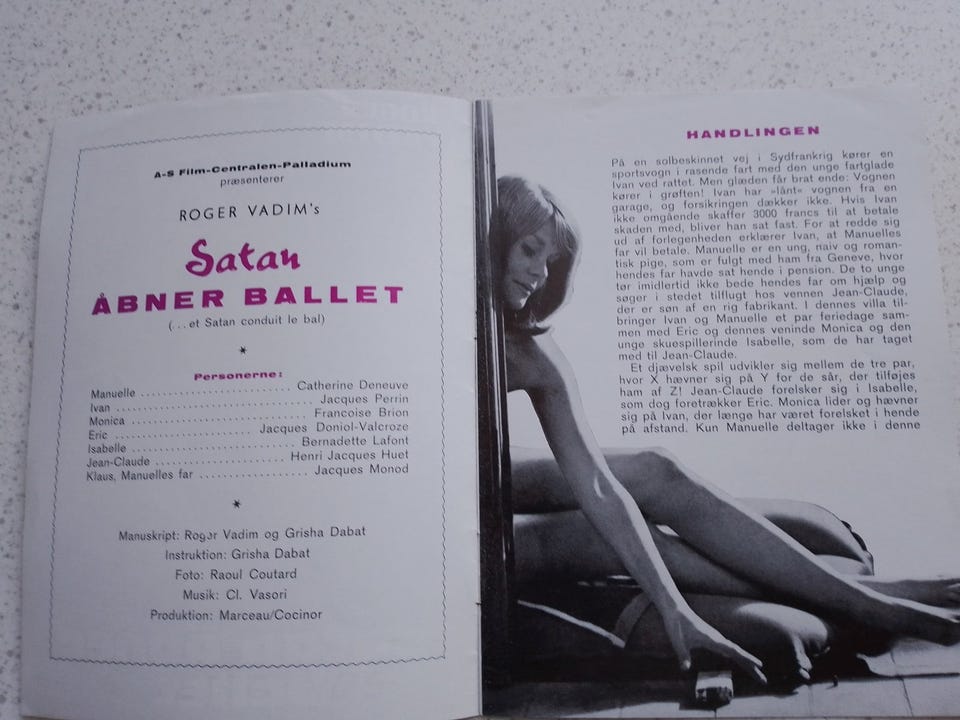 A-S Film-Centralen-Palladium
præsenterer
ROGER VADIM's
Satan
ÅBNER BALLET
(...et Satan conduit le bal)
*
Personerne:
Manuelle ........................ Catherine Deneuve
Ivan ................................ Jacques Perrin
Monica ............................ Francoise Brion
Eric ..................... Jacques Doniol-Valcroze
Isabelle ......................... Bernadette Lafont
Jean-Claude .................... Henri Jacques Huet
Klaus, Manuelles far ................ Jacques Monod
*
Manuskript: Roger Vadim og Grisha Dabat
Instruktion: Grisha Dabat
Foto: Raoul Coutard
Musik: Cl. Vasori
Produktion: Marceau/Cocinor
HANDLINGEN
På en solbeskinnet vej i Sydfrankrig kører en
sportsvogn i rasende fart med den unge fartglade
Ivan ved rattet. Men glæden får brat ende: Vognen
kører i grøften! Ivan har »lånt« vognen fra en
garage, og forsikringen dækker ikke. Hvis Ivan
ikke omgående skaffer 3000 francs til at betale
skaden med, bliver han sat fast. For at redde sig
ud af forlegenheden erklærer Ivan, at Manuelles
far vil betale. Manuelle er en ung, naiv og roman-
tisk pige, som er fulgt med ham fra Geneve, hvor
hendes far havde sat hende i pension. De to unge
tør imidlertid ikke bede hendes far om hjælp og
søger i stedet tilflugt hos vennen Jean-Claude,
der er søn af en rig fabrikant. I dennes villa til-
bringer Ivan og Manuelle et par feriedage sam-
men med Eric og dennes veninde Monica og den
unge skuespillerinde Isabelle, som de har taget
med til Jean-Claude.
Et djævelsk spil udvikler sig mellem de tre par,
hvor X hævner sig på Y for de sår, der tilføjes
ham af Z! Jean-Claude forelsker sig i Isabelle,
som dog foretrækker Eric. Monica lider og hævner
sig på Ivan, der længe har været forelsket i hende
på afstand. Kun Manuelle deltager ikke i denne